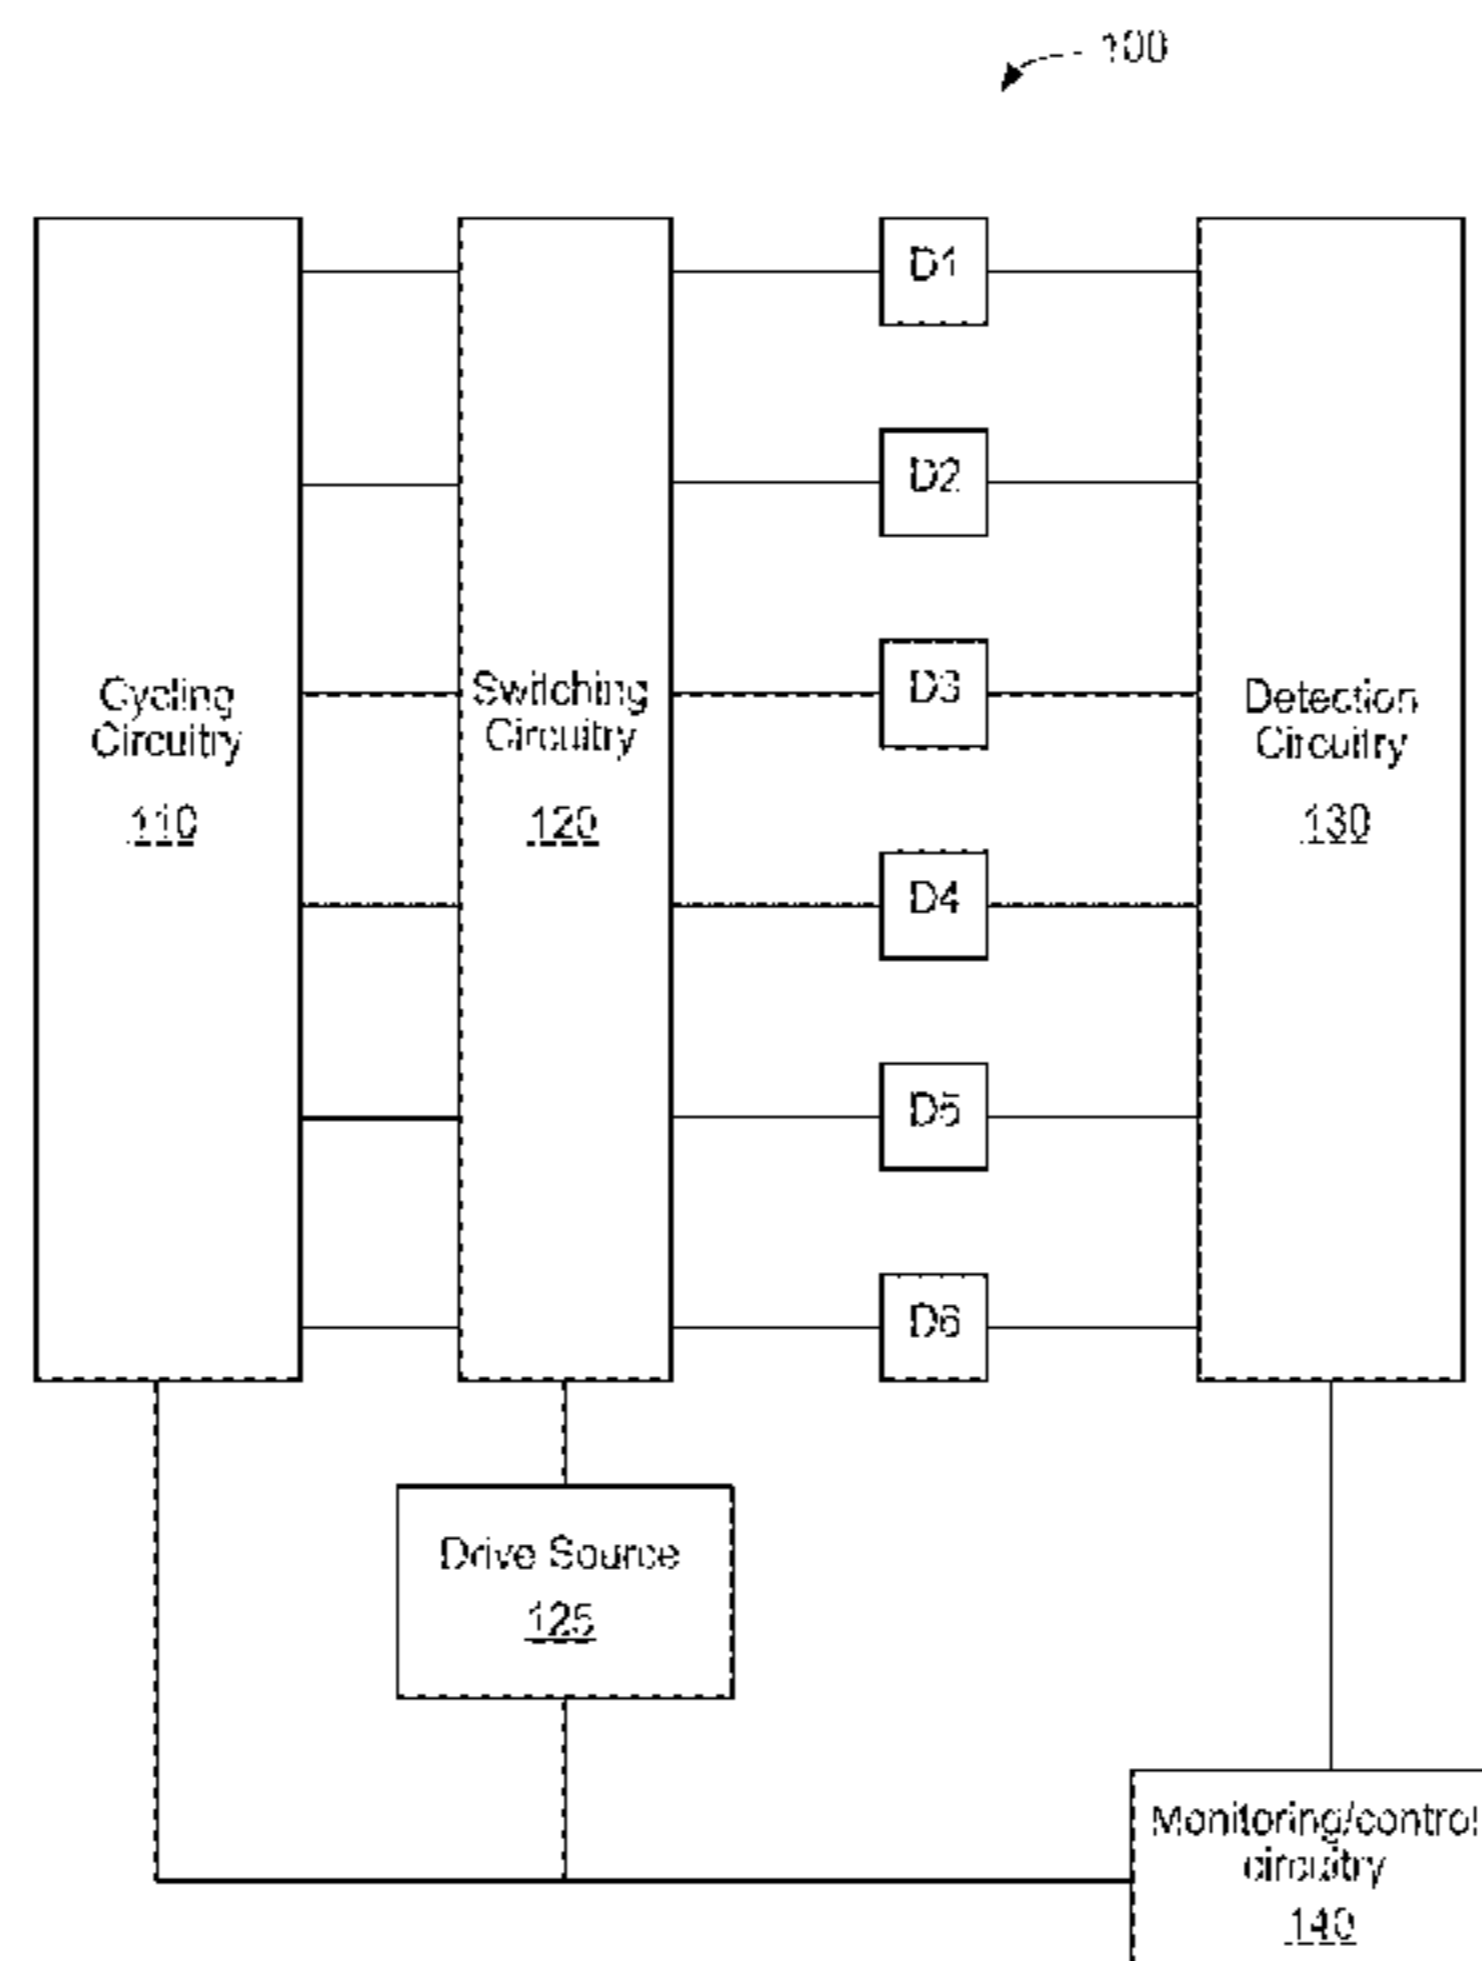 100
D1
D2
D3
D4
D5
D6
Cycling
Circuitry
110
Switching
Circuitry
120
Detection
Circuitry
130
Drive Source
125
Monitoring/control
circuitry
140